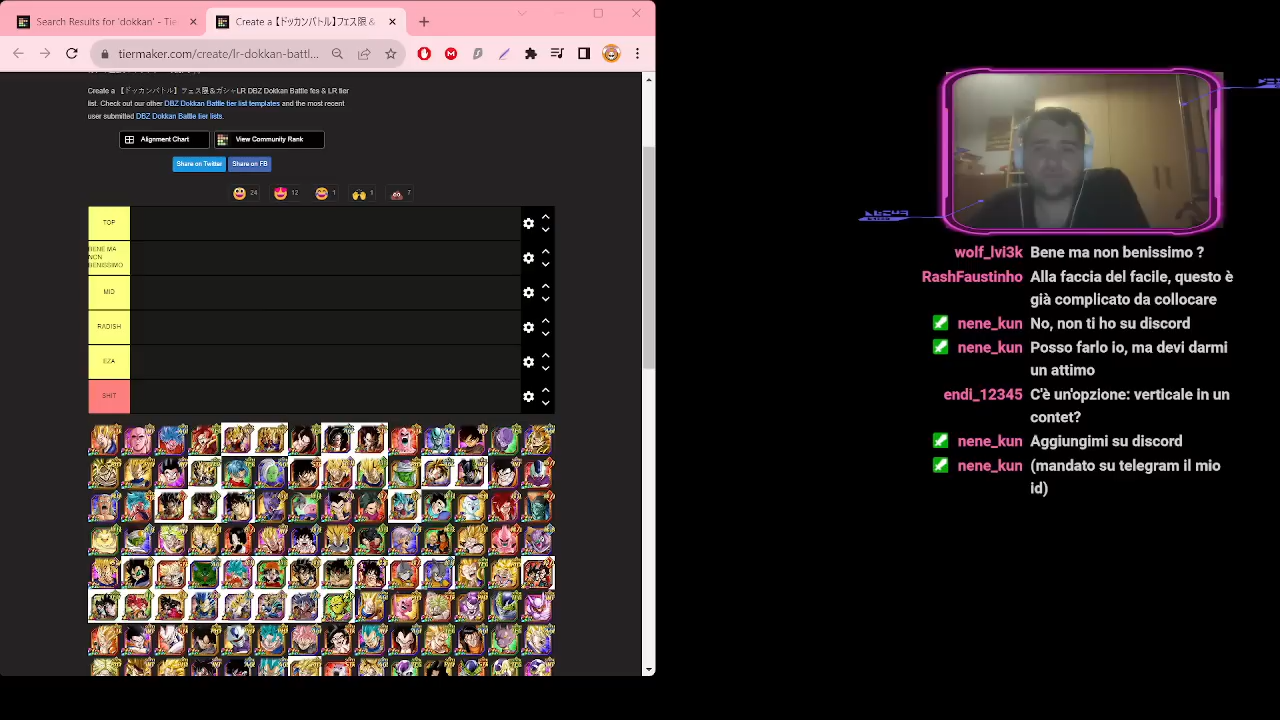 Search Results for 'dokkan' - Tie
Create a 【ドッカンバトル】フェス限 &
tiermaker.com/create/lr-dokkan-battl...
Create a 【ドッカンバトル】フェス限&ガシャLR DBZ Dokkan Battle fes & LR tier
list. Check out our other DBZ Dokkan Battle tier list templates and the most recent
user submitted DBZ Dokkan Battle tier lists.
Alignment Chart
View Community Rank
Share on Twitter
Share on FB
24
12
1
1
7
TOP
BENE MA
NON
BENISSIMO
MID
RADISH
EZA
SHIT
wolf_lvi3k Bene ma non benissimo ?
RashFaustinho Alla faccia del facile, questo è
già complicato da collocare
nene_kun No, non ti ho su discord
nene_kun Posso farlo io, ma devi darmi
un attimo
endi_12345 C'è un'opzione: verticale in un
contet?
nene_kun Aggiungimi su discord
nene_kun (mandato su telegram il mio
id)